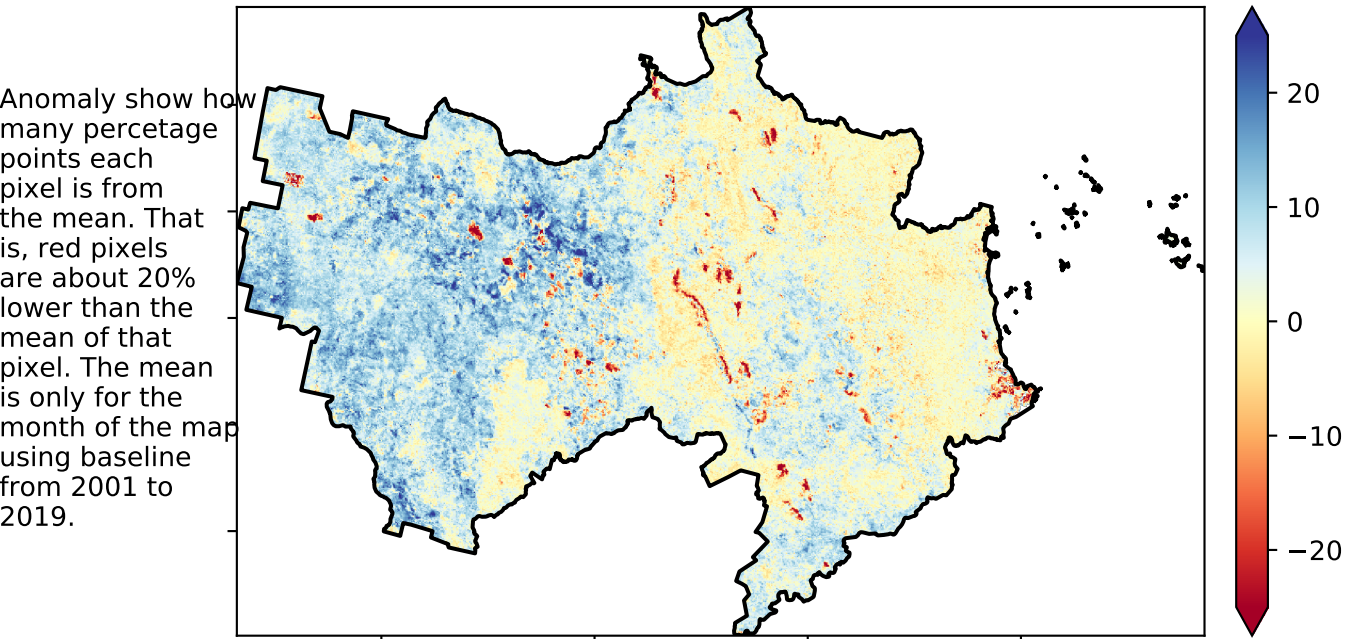 Anomaly show how
many percetage
points each
pixel is from
the mean. That
is, red pixels
are about 20%
lower than the
mean of that
pixel. The mean
is only for the
month of the map
using baseline
from 2001 to
2019.
20
10
0
−10
−20